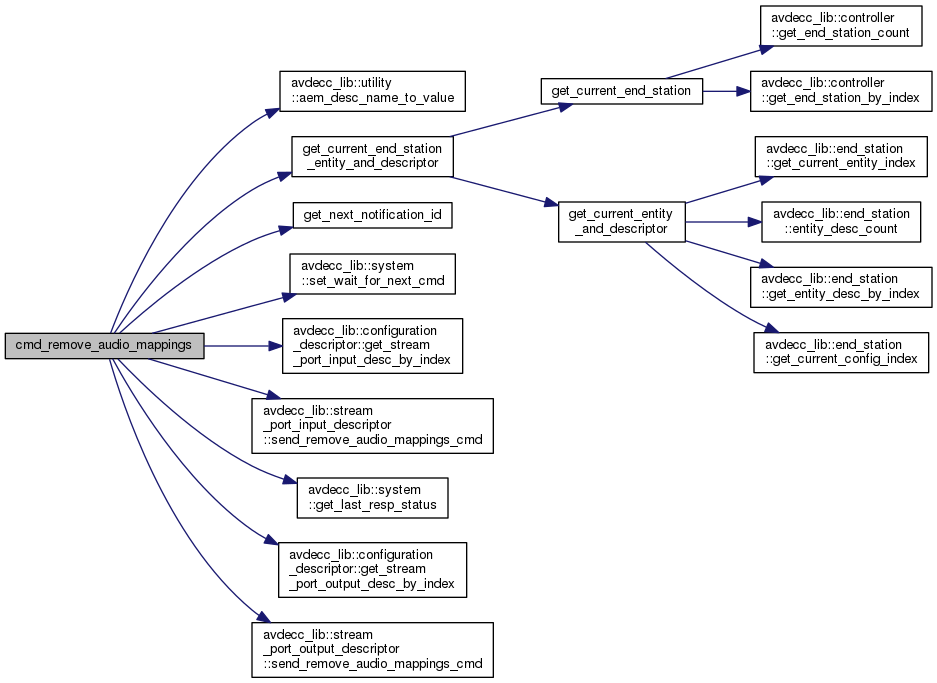 cmd_remove_audio_mappings
avdecc_lib::utility
::aem_desc_name_to_value
get_current_end_station
_entity_and_descriptor
get_next_notification_id
avdecc_lib::system
::set_wait_for_next_cmd
avdecc_lib::configuration
_descriptor::get_stream
_port_input_desc_by_index
avdecc_lib::stream
_port_input_descriptor
::send_remove_audio_mappings_cmd
avdecc_lib::system
::get_last_resp_status
avdecc_lib::configuration
_descriptor::get_stream
_port_output_desc_by_index
avdecc_lib::stream
_port_output_descriptor
::send_remove_audio_mappings_cmd
get_current_end_station
get_current_entity
_and_descriptor
avdecc_lib::controller
::get_end_station_count
avdecc_lib::controller
::get_end_station_by_index
avdecc_lib::end_station
::get_current_entity_index
avdecc_lib::end_station
::entity_desc_count
avdecc_lib::end_station
::get_entity_desc_by_index
avdecc_lib::end_station
::get_current_config_index